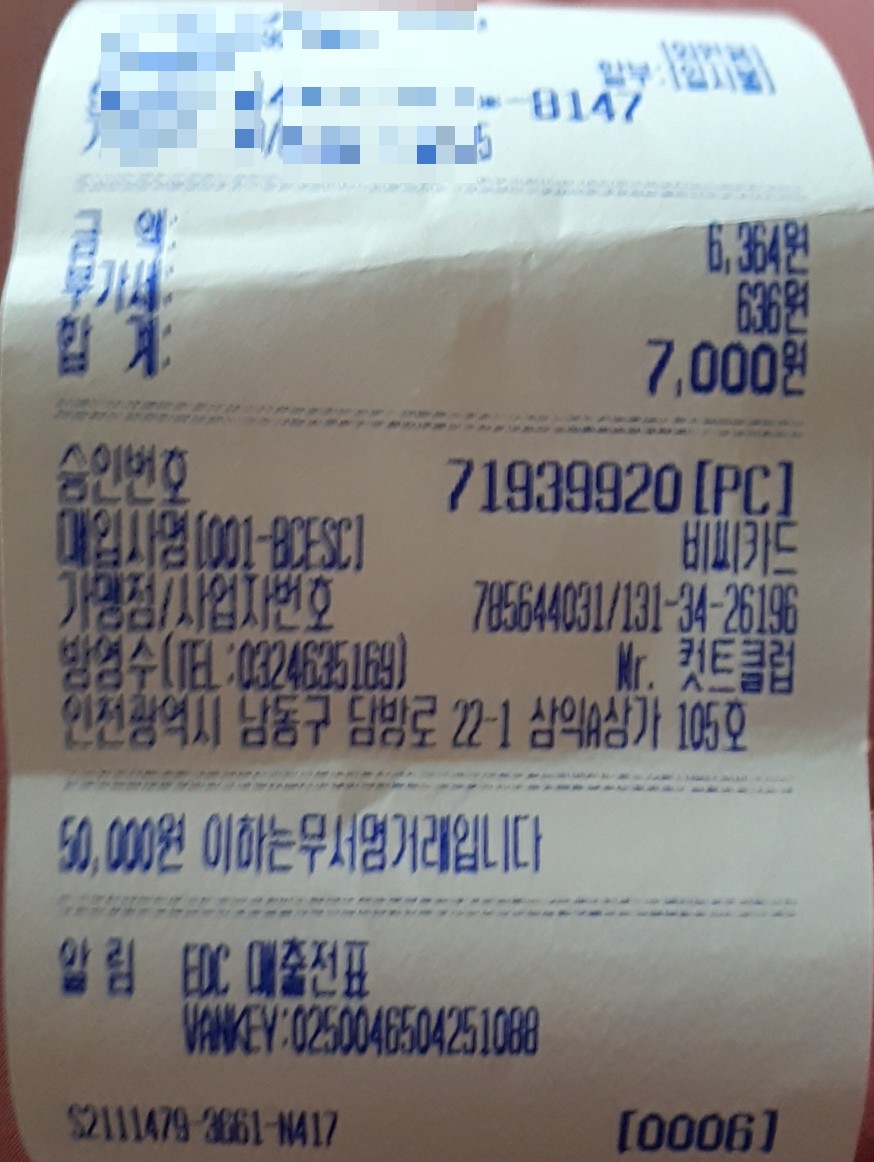 할부: [일시불]
-8147
5
금 액: 6,364원
부가세: 636원
합 계: 7,000원
승인번호 71939920[PC]
매입사명[001-BCESC] 비씨카드
가맹점/사업자번호 785644031/131-34-26196
방영수(TEL:0324635169) Mr. 컷트클럽
인천광역시 남동구 담방로 22-1 삼익A상가 105호
50,000원 이하는무서명거래입니다
알 림 EDC 매출전표
VANKEY:0250046504251088
S2111479-3661-N417 [0006]